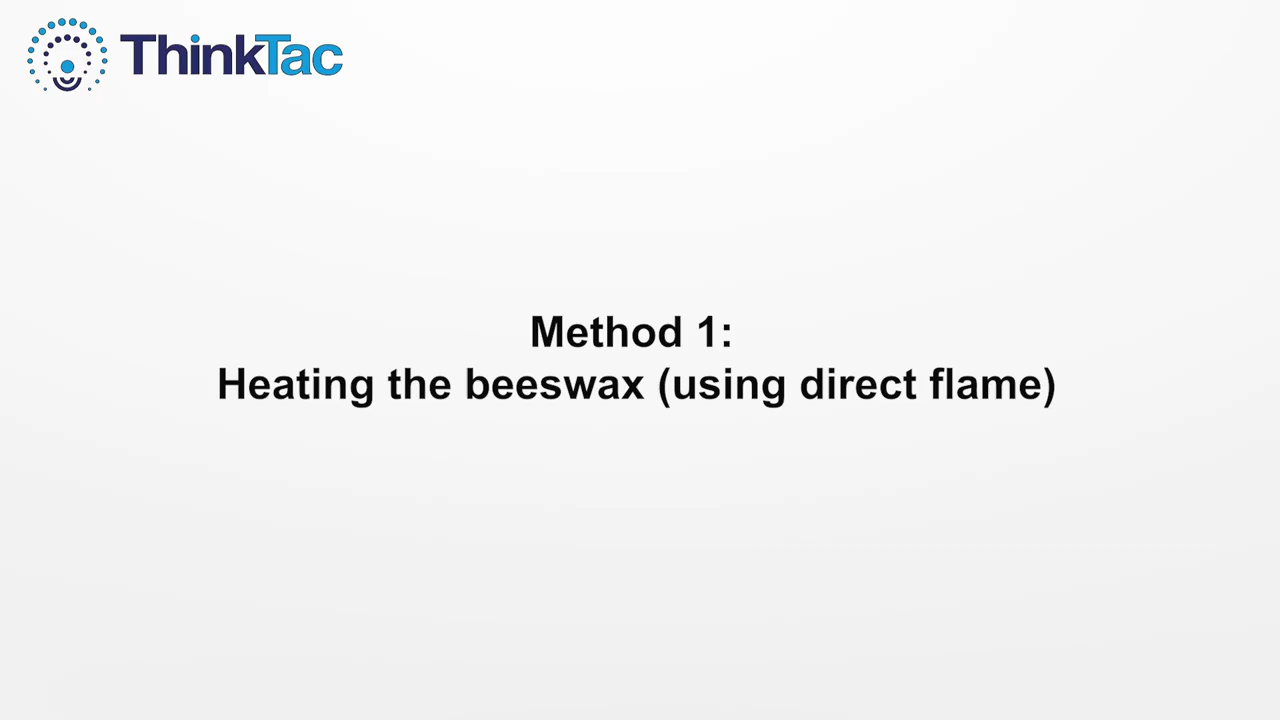 ThinkTac
Method 1:
Heating the beeswax (using direct flame)